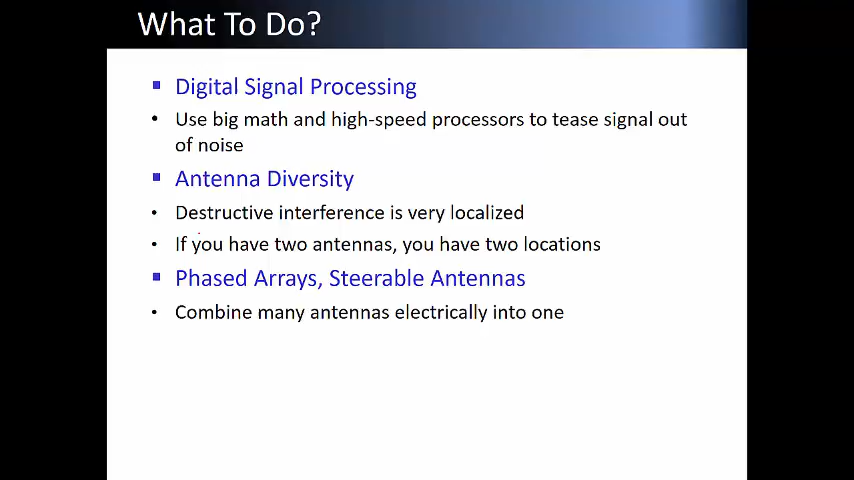 What To Do?
▪ Digital Signal Processing
• Use big math and high-speed processors to tease signal out
of noise
▪ Antenna Diversity
• Destructive interference is very localized
• If you have two antennas, you have two locations
▪ Phased Arrays, Steerable Antennas
• Combine many antennas electrically into one